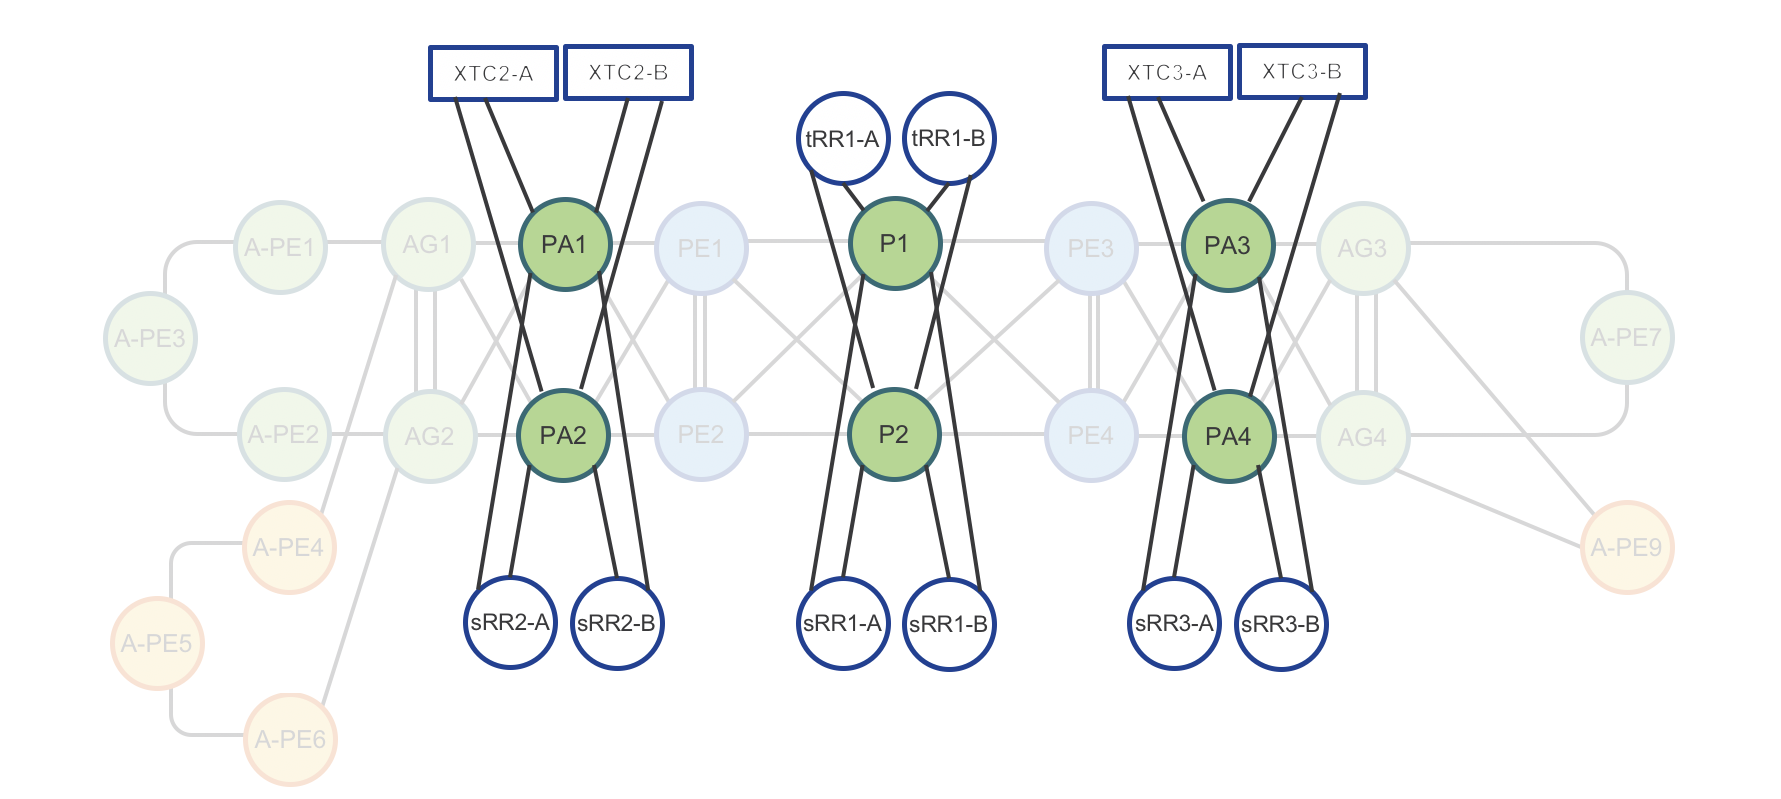 XTC2-A
XTC2-B
XTC3-A
XTC3-B
tRR1-A
tRR1-B
A-PE1
AG1
PA1
PE1
P1
PE3
PA3
AG3
A-PE3
A-PE7
A-PE2
AG2
PA2
PE2
P2
PE4
PA4
AG4
A-PE4
A-PE9
sRR2-A
sRR2-B
sRR1-A
sRR1-B
sRR3-A
sRR3-B
A-PE5
A-PE6